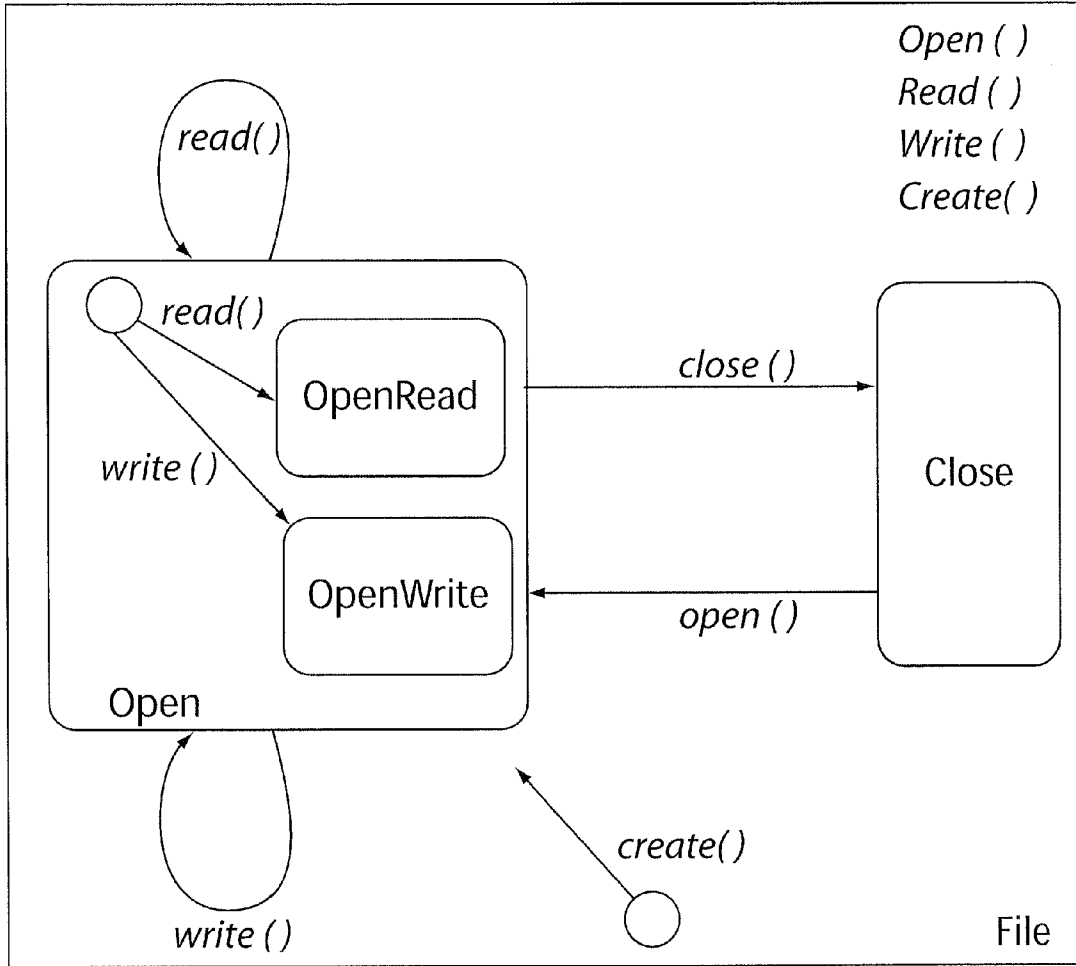 Open ( )
Read ( )
Write ( )
Create( )
read( )
read( )
OpenRead
write ( )
OpenWrite
Open
close ( )
Close
open ( )
create( )
write ( )
File